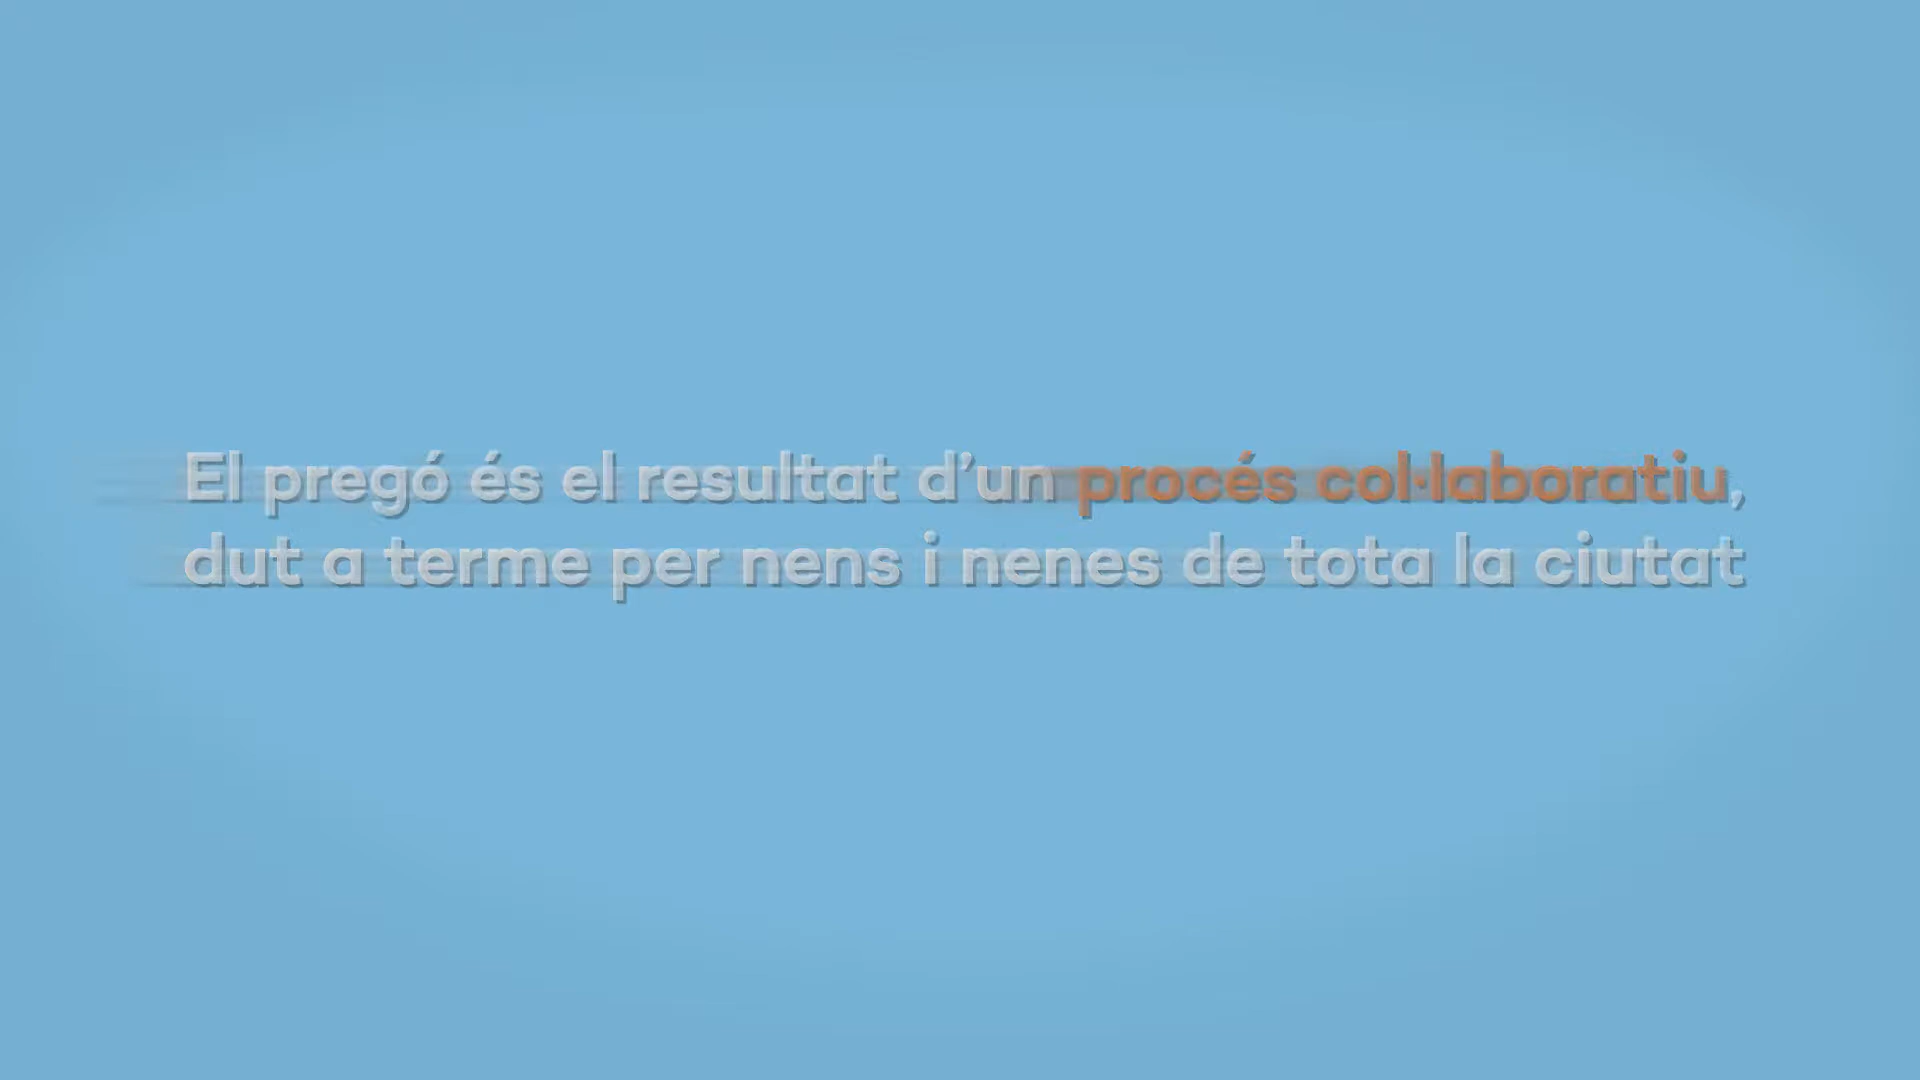 El pregó és el resultat d’un procés col·laboratiu,
dut a terme per nens i nenes de tota la ciutat